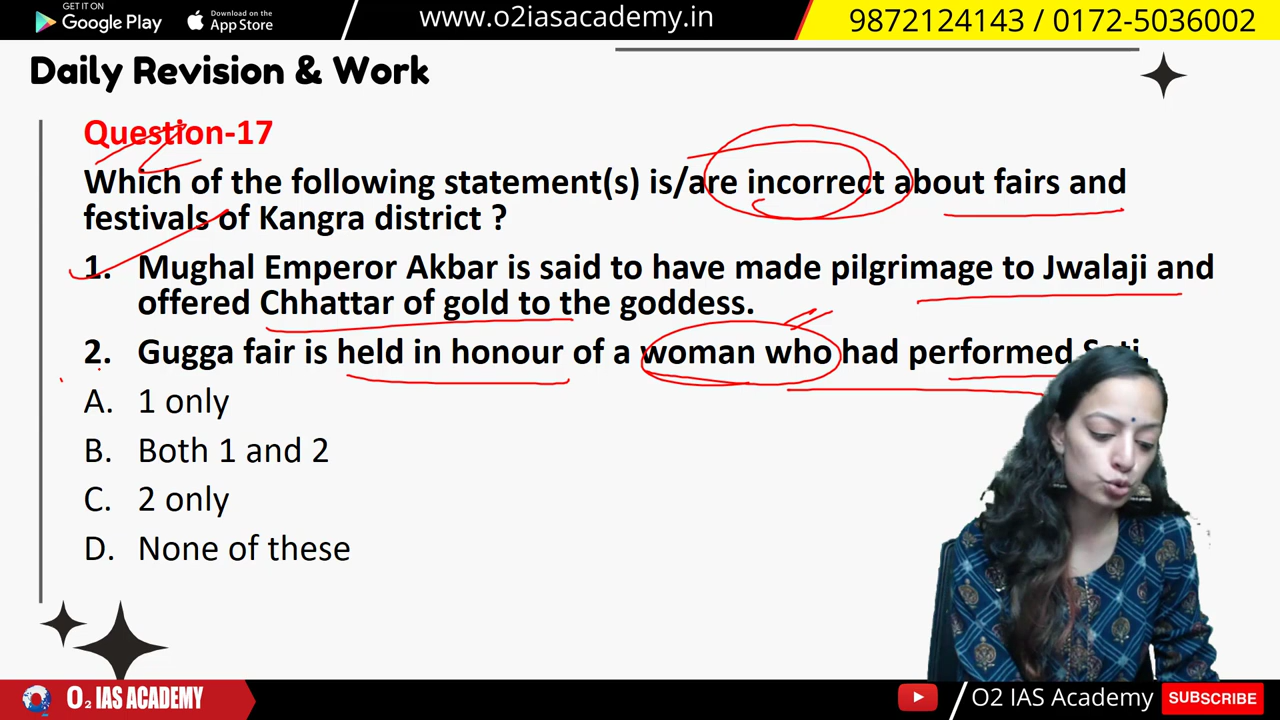 GET IT ON
Google Play
Download on the
App Store
www.o2iasacademy.in
9872124143 / 0172-5036002
Daily Revision & Work
Question-17
Which of the following statement(s) is/are incorrect about fairs and
festivals of Kangra district ?
1. Mughal Emperor Akbar is said to have made pilgrimage to Jwalaji and
offered Chhattar of gold to the goddess.
2. Gugga fair is held in honour of a woman who had performed Sati.
A. 1 only
B. Both 1 and 2
C. 2 only
D. None of these
O2 IAS ACADEMY
O2 IAS Academy
SUBSCRIBE